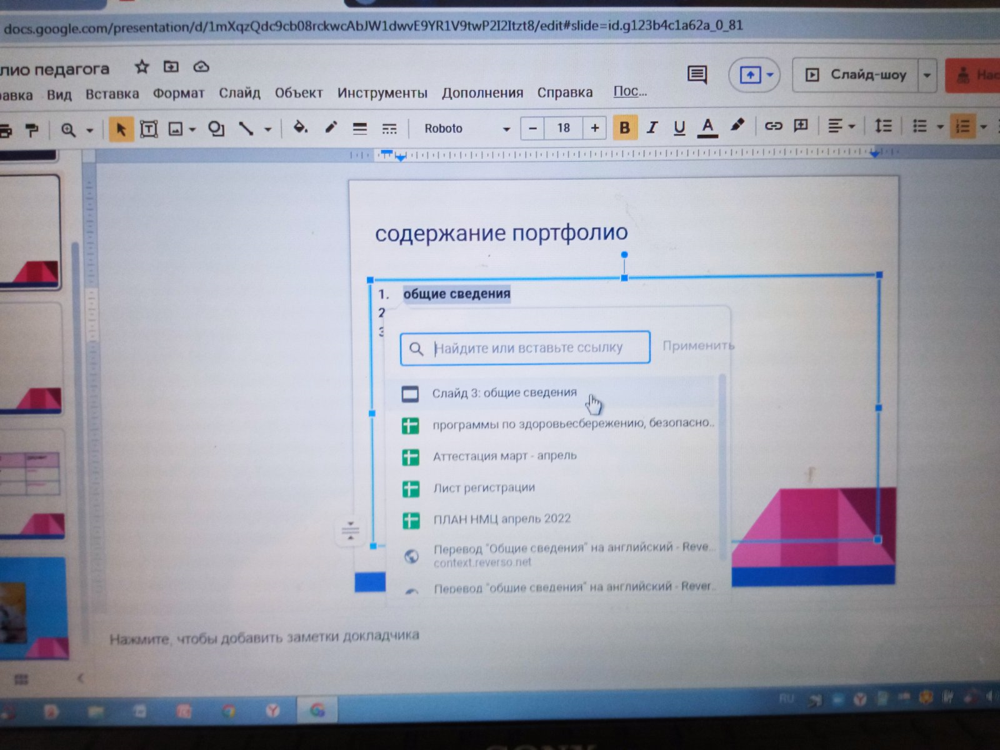 docs.google.com/presentation/d/1mXqzQdc9cb08rckwcAbJW1dwvE9YR1V9twP2I2Itzt8/edit#slide=id.g123b4c1a62a_0_81
лио педагога
Слайд-шоу
Нас
равка Вид Вставка Формат Слайд Объект Инструменты Дополнения Справка Пос...
Roboto
− 18 +
B I U A
содержание портфолио
1. общие сведения
2
3
Найдите или вставьте ссылку
Применить
Слайд 3: общие сведения
программы по здоровьесбережению, безопасно..
Аттестация март - апрель
Лист регистрации
ПЛАН НМЦ апрель 2022
Перевод "Общие сведения" на английский - Reve...
context.reverso.net
Перевод "общие сведения" на английский - Rever..
Нажмите, чтобы добавить заметки докладчика
RU